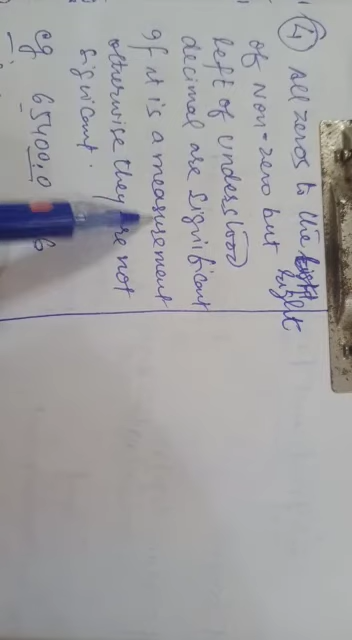 (4) All zeros to the right
of Non-zero but
left of understood
decimal are significant
If it is a measurement
otherwise they are not
significant.
eg 65400.0 6